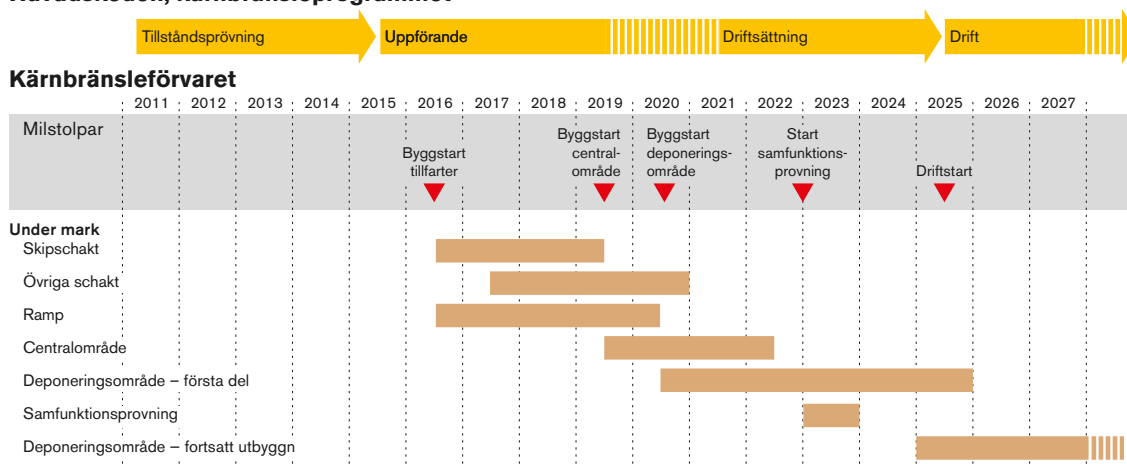 Tillståndsprövning Uppförande Driftsättning Drift
Kärnbränsleförvaret
2011 2012 2013 2014 2015 2016 2017 2018 2019 2020 2021 2022 2023 2024 2025 2026 2027
Milstolpar
Byggstart
tillfarter
Byggstart
central-
område
Byggstart
deponerings-
område
Start
samfunktions-
provning
Driftstart
Under mark
Skipschakt
Övriga schakt
Ramp
Centralområde
Deponeringsområde – första del
Samfunktionsprovning
Deponeringsområde – fortsatt utbyggn